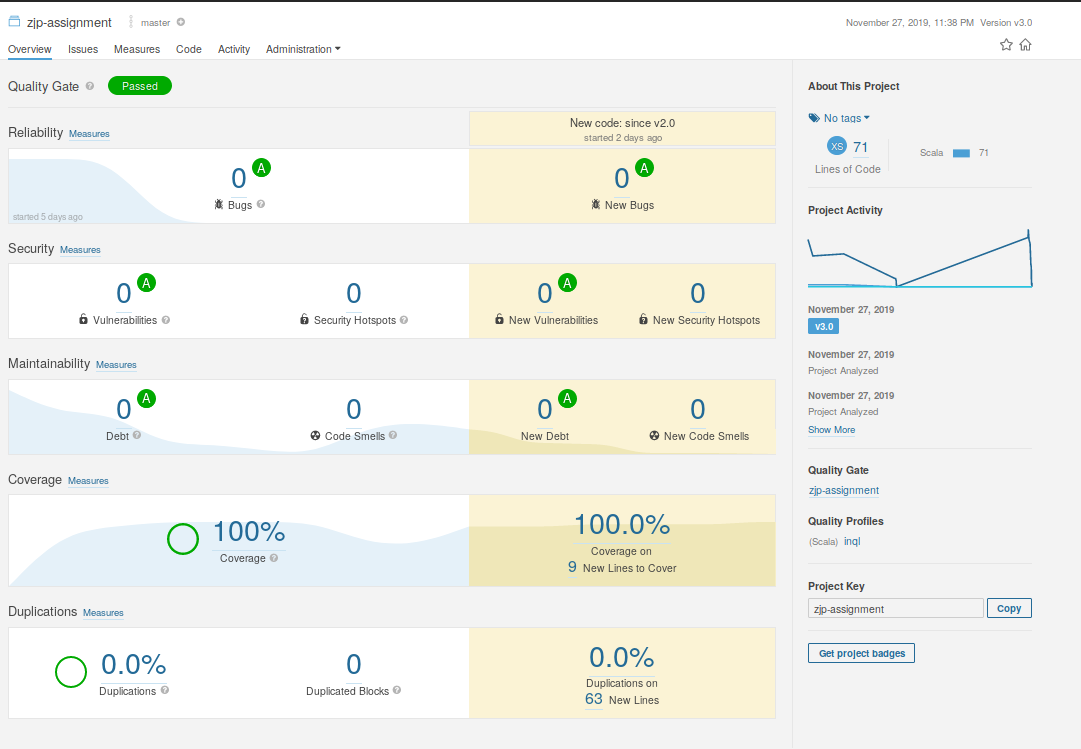 zjp-assignment master
November 27, 2019, 11:38 PM Version v3.0
Overview Issues Measures Code Activity Administration
Quality Gate ? Passed
Reliability Measures
New code: since v2.0
started 2 days ago
0 A
Bugs ?
started 5 days ago
0 A
New Bugs
Security Measures
0 A
Vulnerabilities ?
0
Security Hotspots ?
0 A
New Vulnerabilities
0
New Security Hotspots
Maintainability Measures
0 A
Debt ?
0
Code Smells ?
0 A
New Debt
0
New Code Smells
Coverage Measures
100%
Coverage ?
100.0%
Coverage on
9 New Lines to Cover
Duplications Measures
0.0%
Duplications ?
0
Duplicated Blocks ?
0.0%
Duplications on
63 New Lines
About This Project
No tags
XS 71
Lines of Code
Scala 71
Project Activity
November 27, 2019
v3.0
November 27, 2019
Project Analyzed
November 27, 2019
Project Analyzed
Show More
Quality Gate
zjp-assignment
Quality Profiles
(Scala) inql
Project Key
zjp-assignment Copy
Get project badges